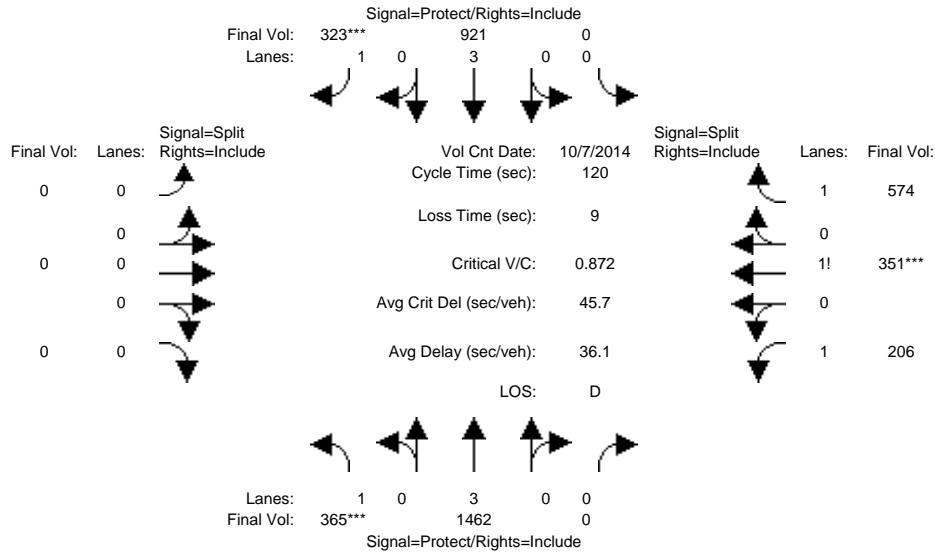 Signal=Protect/Rights=Include
Final Vol: 323*** 921 0
Lanes: 1 0 3 0 0
Signal=Split Signal=Split
Final Vol: Lanes: Rights=Include Vol Cnt Date: 10/7/2014 Rights=Include Lanes: Final Vol:
0 0 Cycle Time (sec): 120 1 574
0 Loss Time (sec): 9 0
0 0 Critical V/C: 0.872 1! 351***
0 Avg Crit Del (sec/veh): 45.7 0
0 0 Avg Delay (sec/veh): 36.1 1 206
LOS: D
Lanes: 1 0 3 0 0
Final Vol: 365*** 1462 0
Signal=Protect/Rights=Include